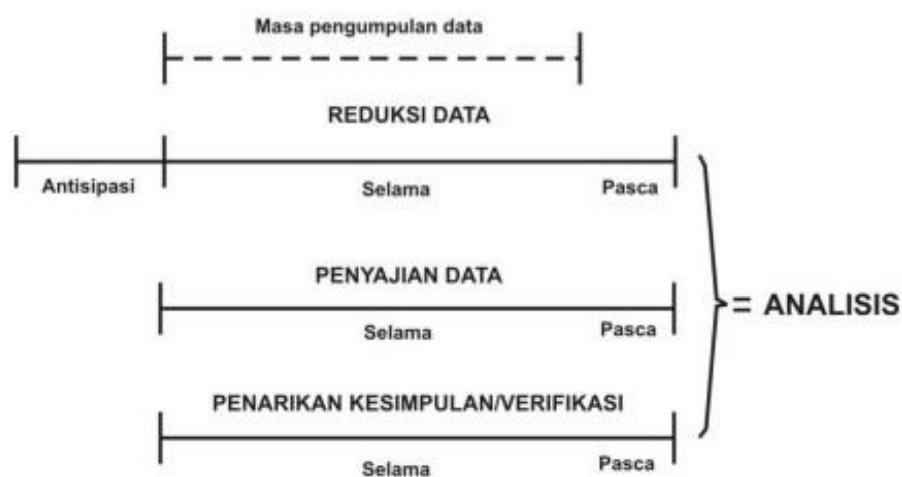 Masa pengumpulan data
REDUKSI DATA
Antisipasi
Selama
Pasca
PENYAJIAN DATA
Selama
Pasca
= ANALISIS
PENARIKAN KESIMPULAN/VERIFIKASI
Selama
Pasca